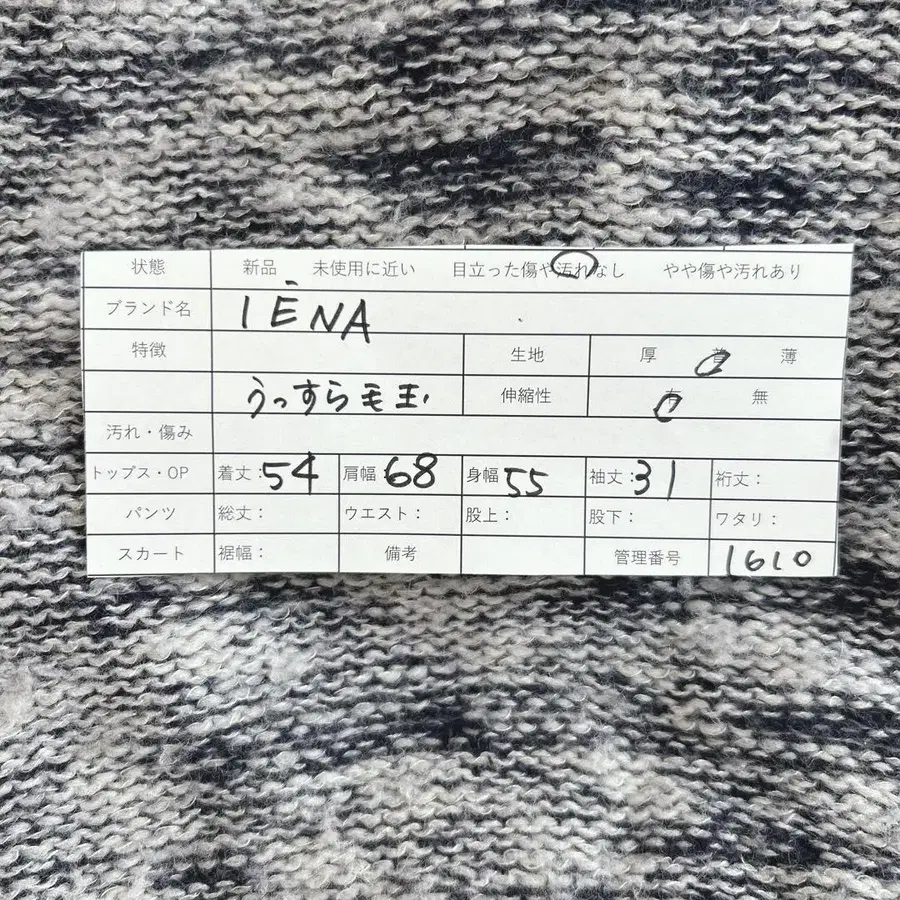 状態 新品 未使用に近い 目立った傷や汚れなし やや傷や汚れあり
ブランド名 IĖNA
特徴 生地 厚 普 薄
うっすら毛玉 伸縮性 有 無
汚れ・傷み
トップス・OP 着丈:54 肩幅:68 身幅 55 袖丈:31 裄丈:
パンツ 総丈: ウエスト: 股上: 股下: ワタリ:
スカート 裾幅: 備考 管理番号 1610